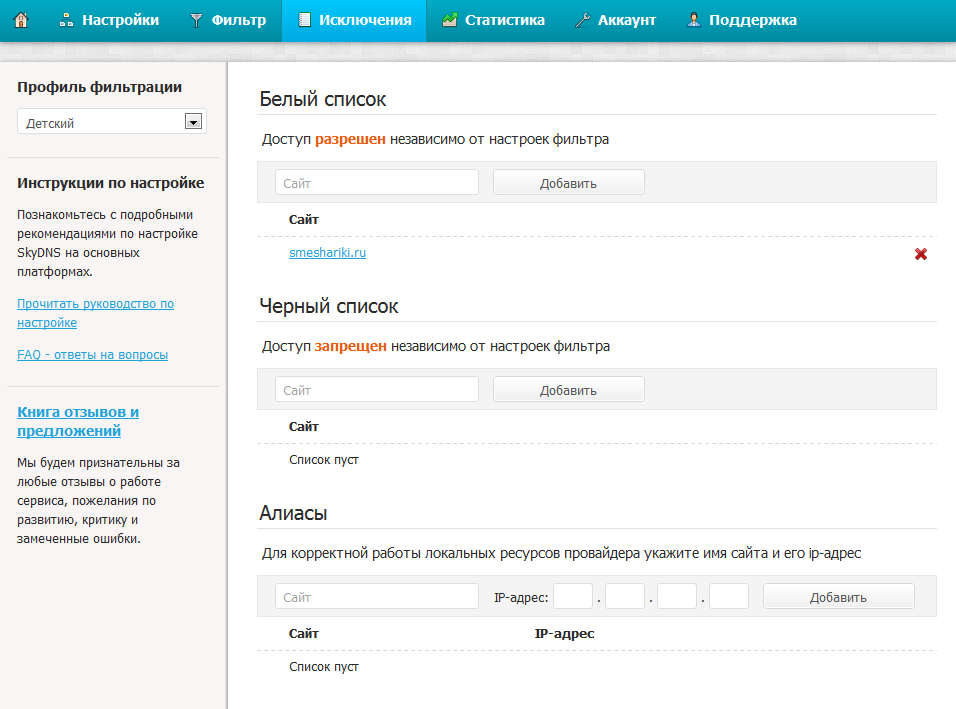 Настройки Фильтр Исключения Статистика Аккаунт Поддержка
Профиль фильтрации
Детский
Инструкции по настройке
Познакомьтесь с подробными
рекомендациями по настройке
SkyDNS на основных
платформах.
Прочитать руководство по
настройке
FAQ - ответы на вопросы
Книга отзывов и
предложений
Мы будем признательны за
любые отзывы о работе
сервиса, пожелания по
развитию, критику и
замеченные ошибки.
Белый список
Доступ разрешен независимо от настроек фильтра
Сайт Добавить
Сайт
smeshariki.ru
Черный список
Доступ запрещен независимо от настроек фильтра
Сайт Добавить
Сайт
Список пуст
Алиасы
Для корректной работы локальных ресурсов провайдера укажите имя сайта и его ip-адрес
Сайт IP-адрес: . . . Добавить
Сайт IP-адрес
Список пуст